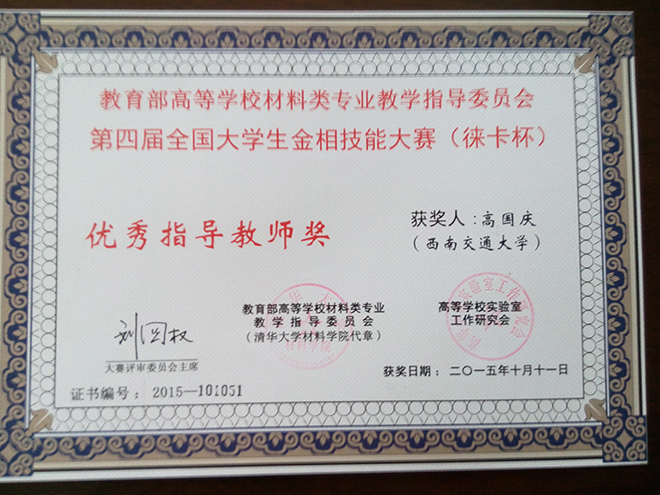 教育部高等学校材料类专业教学指导委员会
第四届全国大学生金相技能大赛（徕卡杯）
优秀指导教师奖
获奖人：高国庆
（西南交通大学）
刘国权
大赛评审委员会主席
教育部高等学校材料类专业
教学指导委员会
（清华大学材料学院代章）
高等学校实验室
工作研究会
获奖日期：二〇一五年十月十一日
证书编号：2015—101051